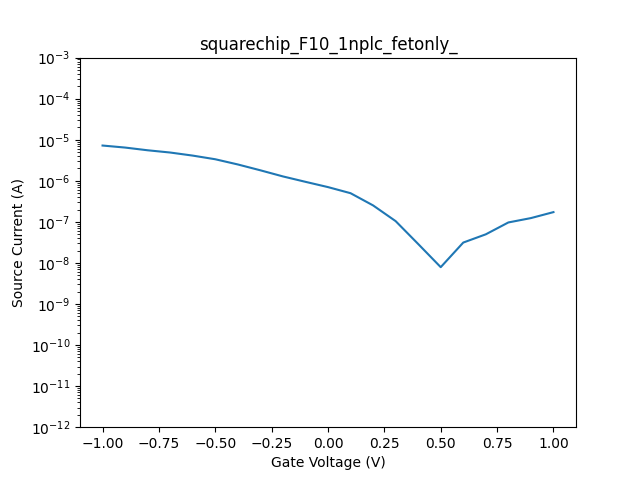 squarechip_F10_1nplc_fetonly_
10⁻³
10⁻⁴
10⁻⁵
10⁻⁶
10⁻⁷
10⁻⁸
10⁻⁹
10⁻¹⁰
10⁻¹¹
10⁻¹²
Source Current (A)
−1.00 −0.75 −0.50 −0.25 0.00 0.25 0.50 0.75 1.00
Gate Voltage (V)